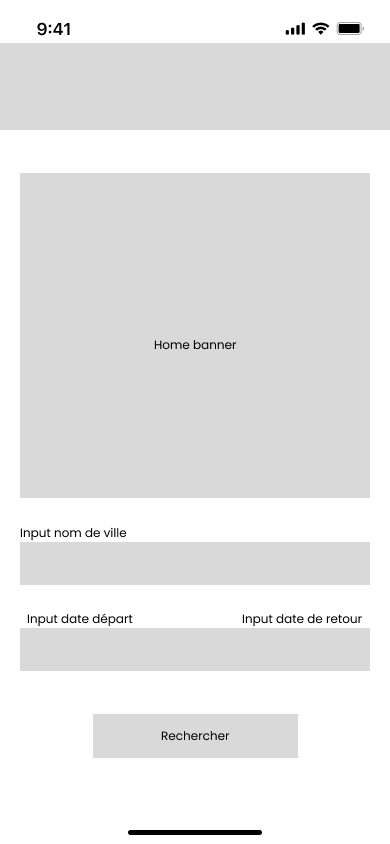 9:41
Home banner
Input nom de ville
Input date départ Input date de retour
Rechercher